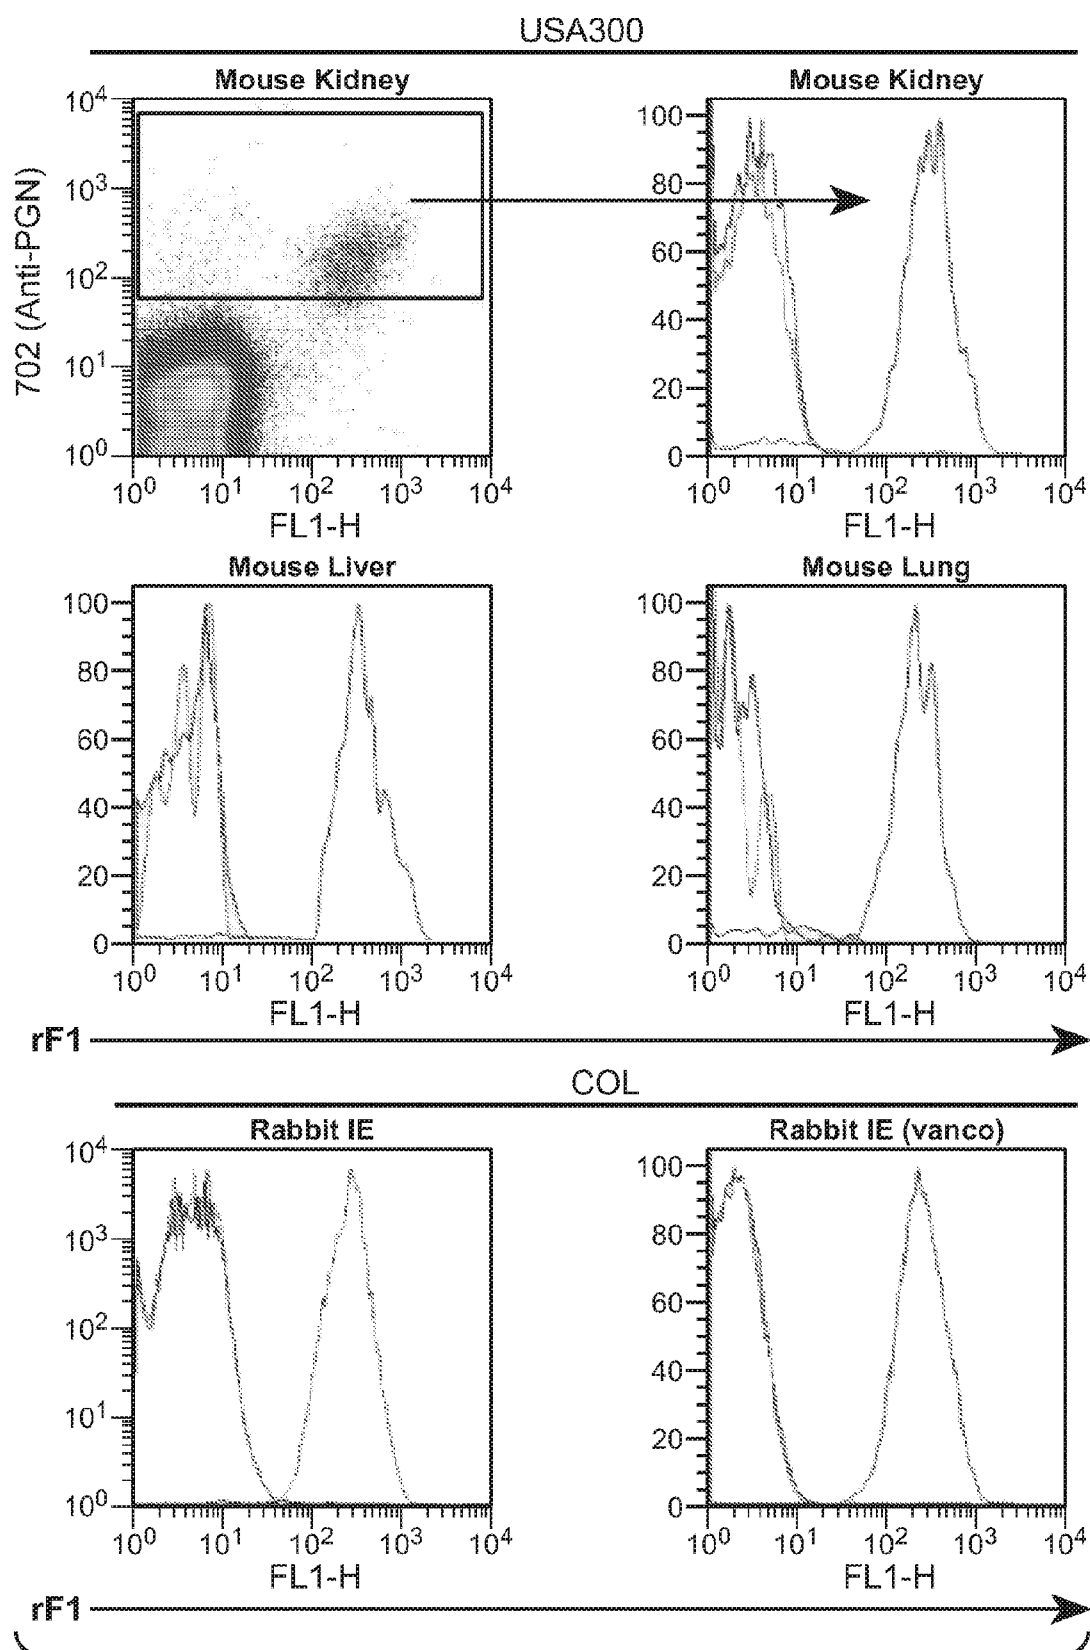 USA300
Mouse Kidney
Mouse Kidney
702 (Anti-PGN)
10⁴
10³
10²
10¹
10⁰
10⁰ 10¹ 10² 10³ 10⁴
FL1-H
100
80
60
40
20
0
10⁰ 10¹ 10² 10³ 10⁴
FL1-H
Mouse Liver
100
80
60
40
20
0
10⁰ 10¹ 10² 10³ 10⁴
FL1-H
Mouse Lung
100
80
60
40
20
0
10⁰ 10¹ 10² 10³ 10⁴
FL1-H
rF1
COL
Rabbit IE
10⁴
10³
10²
10¹
10⁰
10⁰ 10¹ 10² 10³ 10⁴
FL1-H
Rabbit IE (vanco)
100
80
60
40
20
0
10⁰ 10¹ 10² 10³ 10⁴
FL1-H
rF1